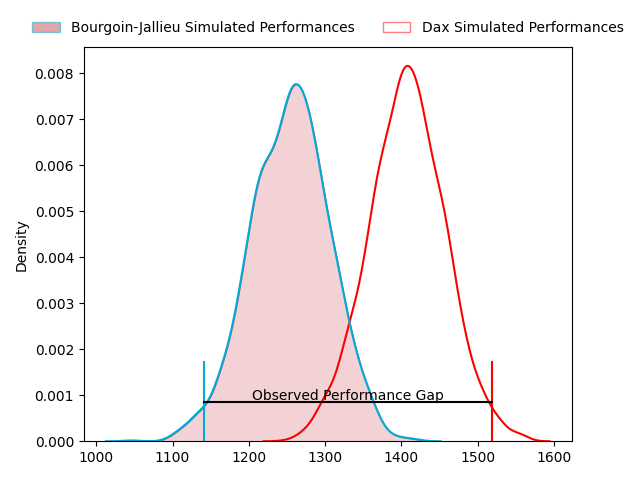 Bourgoin-Jallieu Simulated Performances
Dax Simulated Performances
0.008
0.007
0.006
0.005
0.004
0.003
0.002
0.001
0.000
Density
Observed Performance Gap
1000 1100 1200 1300 1400 1500 1600